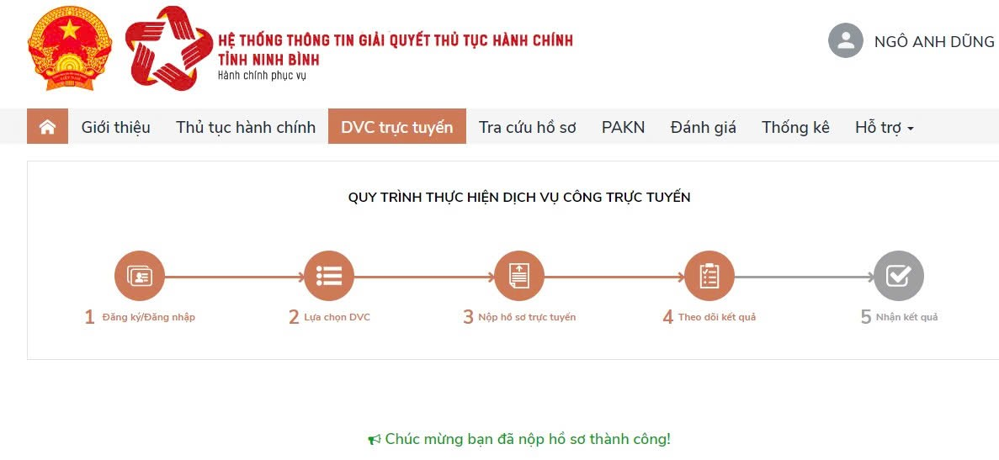 HỆ THỐNG THÔNG TIN GIẢI QUYẾT THỦ TỤC HÀNH CHÍNH
TỈNH NINH BÌNH
Hành chính phục vụ
NGÔ ANH DŨNG
Giới thiệu Thủ tục hành chính DVC trực tuyến Tra cứu hồ sơ PAKN Đánh giá Thống kê Hỗ trợ
QUY TRÌNH THỰC HIỆN DỊCH VỤ CÔNG TRỰC TUYẾN
1 Đăng ký/Đăng nhập 2 Lựa chọn DVC 3 Nộp hồ sơ trực tuyến 4 Theo dõi kết quả 5 Nhận kết quả
Chúc mừng bạn đã nộp hồ sơ thành công!